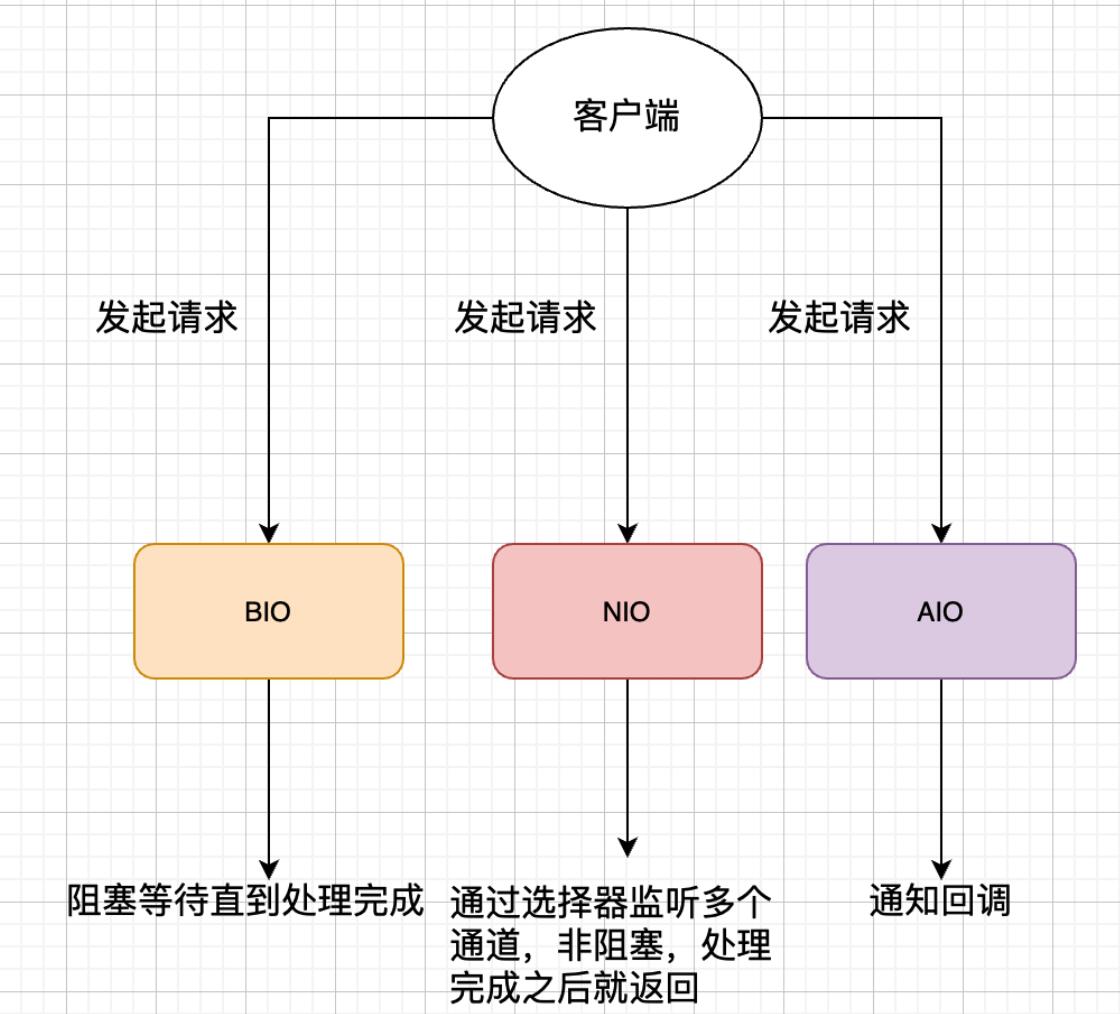 客户端
发起请求
发起请求
发起请求
BIO
NIO
AIO
阻塞等待直到处理完成
通过选择器监听多个
通道，非阻塞，处理
完成之后就返回
通知回调